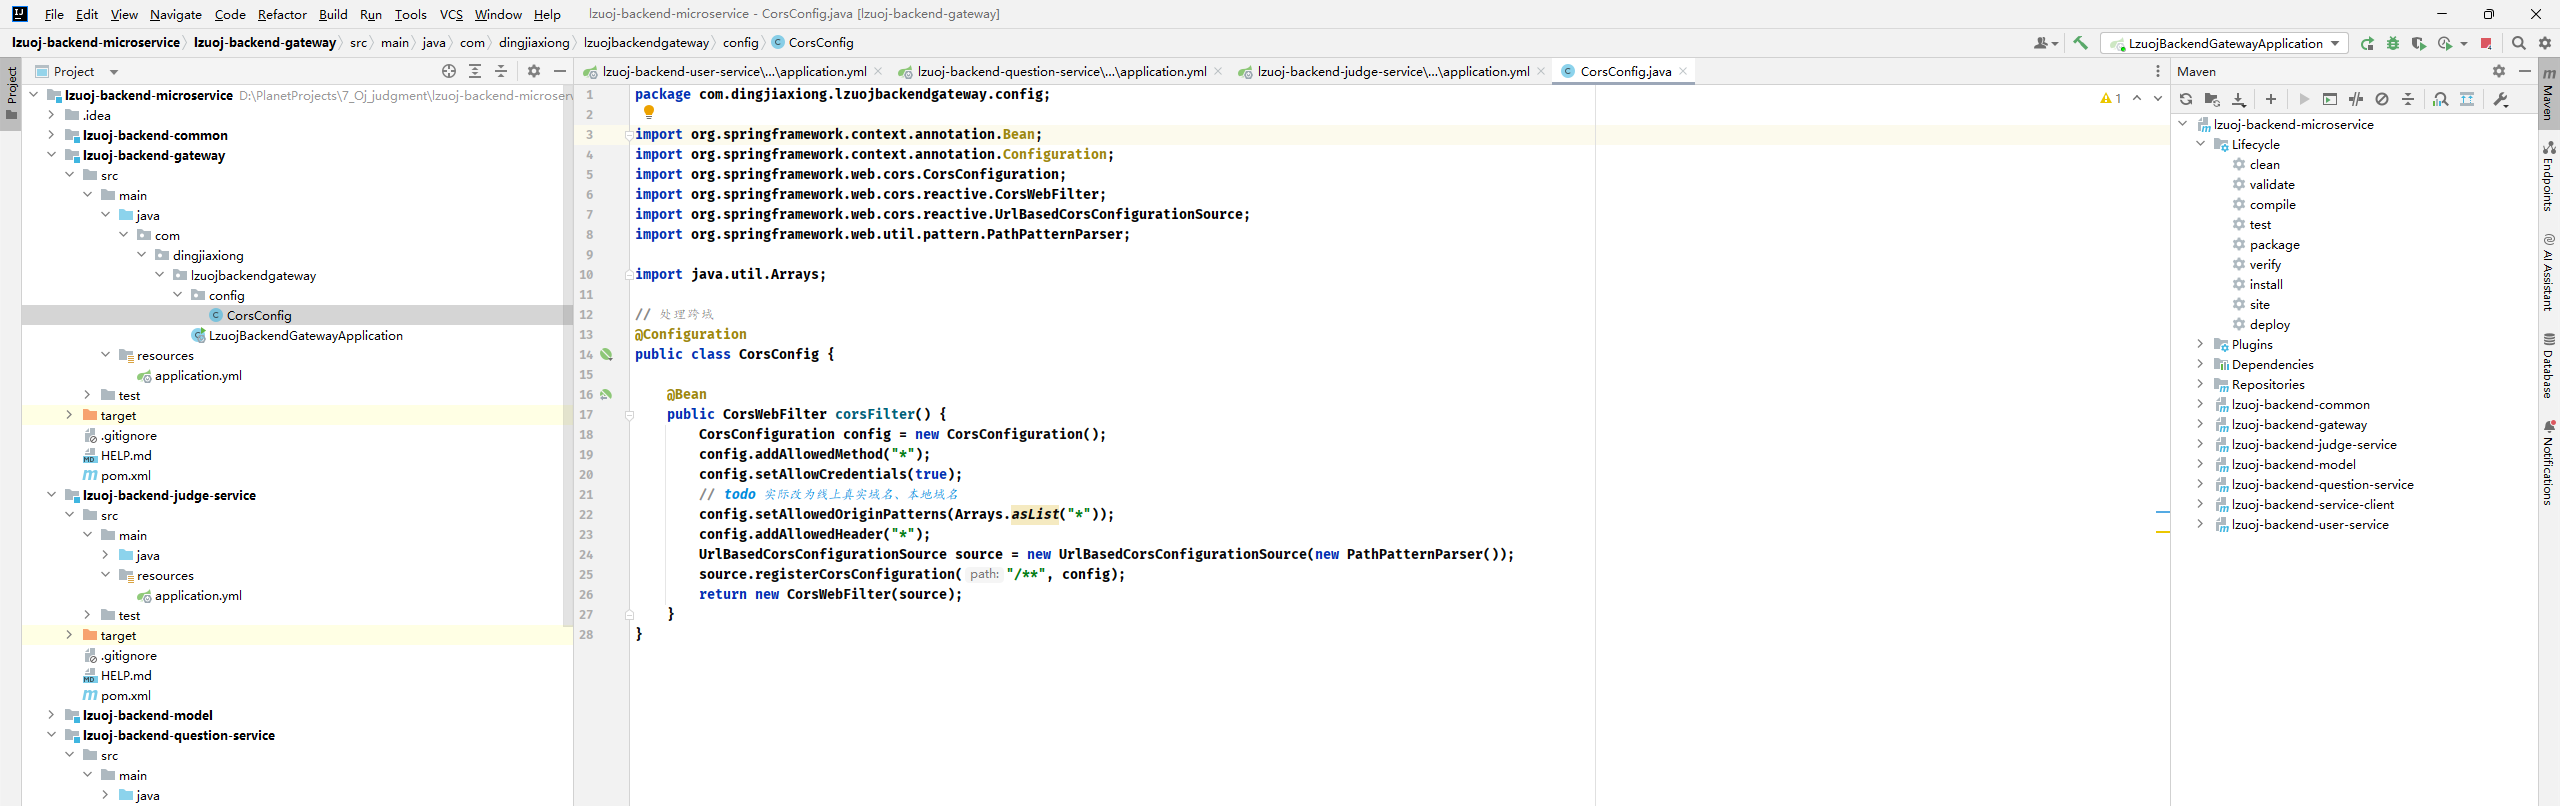 File Edit View Navigate Code Refactor Build Run Tools VCS Window Help lzuoj-backend-microservice - CorsConfig.java [lzuoj-backend-gateway]
lzuoj-backend-microservice lzuoj-backend-gateway src main java com dingjiaxiong lzuojbackendgateway config CorsConfig LzuojBackendGatewayApplication
Project
Project
lzuoj-backend-microservice D:\PlanetProjects\7_Oj_judgment\lzuoj-backend-microser
.idea
lzuoj-backend-common
lzuoj-backend-gateway
src
main
java
com
dingjiaxiong
lzuojbackendgateway
config
CorsConfig
LzuojBackendGatewayApplication
resources
application.yml
test
target
.gitignore
HELP.md
pom.xml
lzuoj-backend-judge-service
src
main
java
resources
application.yml
test
target
.gitignore
HELP.md
pom.xml
lzuoj-backend-model
lzuoj-backend-question-service
src
main
java
lzuoj-backend-user-service\...\application.yml lzuoj-backend-question-service\...\application.yml lzuoj-backend-judge-service\...\application.yml CorsConfig.java
1
1 package com.dingjiaxiong.lzuojbackendgateway.config;
2
3 import org.springframework.context.annotation.Bean;
4 import org.springframework.context.annotation.Configuration;
5 import org.springframework.web.cors.CorsConfiguration;
6 import org.springframework.web.cors.reactive.CorsWebFilter;
7 import org.springframework.web.cors.reactive.UrlBasedCorsConfigurationSource;
8 import org.springframework.web.util.pattern.PathPatternParser;
9
10 import java.util.Arrays;
11
12 // 处理跨域
13 @Configuration
14 public class CorsConfig {
15
16 @Bean
17 public CorsWebFilter corsFilter() {
18 CorsConfiguration config = new CorsConfiguration();
19 config.addAllowedMethod("*");
20 config.setAllowCredentials(true);
21 // todo 实际改为线上真实域名、本地域名
22 config.setAllowedOriginPatterns(Arrays.asList("*"));
23 config.addAllowedHeader("*");
24 UrlBasedCorsConfigurationSource source = new UrlBasedCorsConfigurationSource(new PathPatternParser());
25 source.registerCorsConfiguration( path: "/**", config);
26 return new CorsWebFilter(source);
27 }
28 }
Maven
lzuoj-backend-microservice
Lifecycle
clean
validate
compile
test
package
verify
install
site
deploy
Plugins
Dependencies
Repositories
lzuoj-backend-common
lzuoj-backend-gateway
lzuoj-backend-judge-service
lzuoj-backend-model
lzuoj-backend-question-service
lzuoj-backend-service-client
lzuoj-backend-user-service
Maven
Endpoints
AI Assistant
Database
Notifications